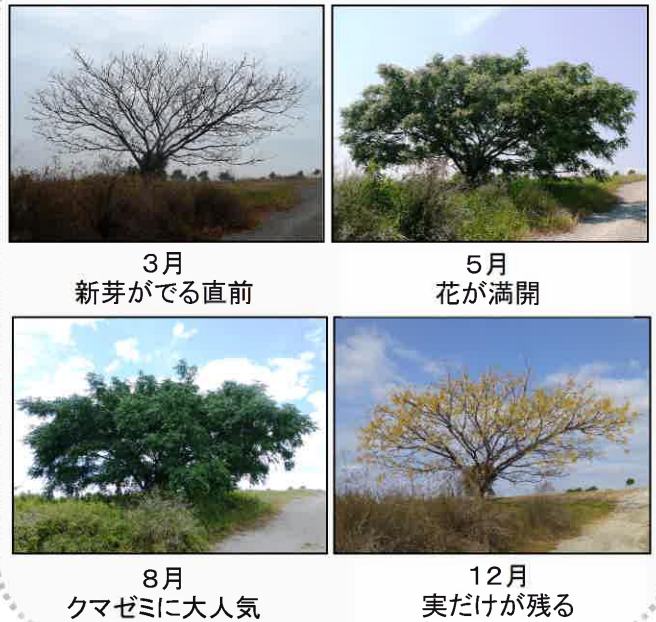 3月
新芽がでる直前
5月
花が満開
8月
クマゼミに大人気
12月
実だけが残る